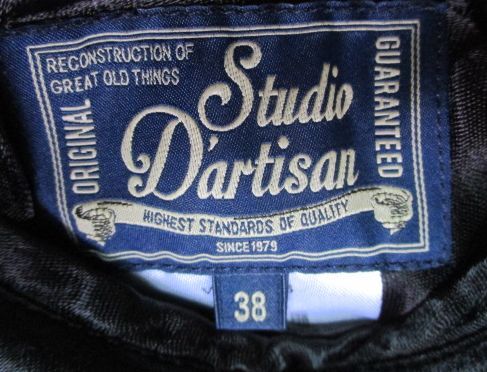 RECONSTRUCTION OF
GREAT OLD THINGS
ORIGINAL
GUARANTEED
Studio
D'artisan
HIGHEST STANDARDS OF QUALITY
SINCE 1979
38